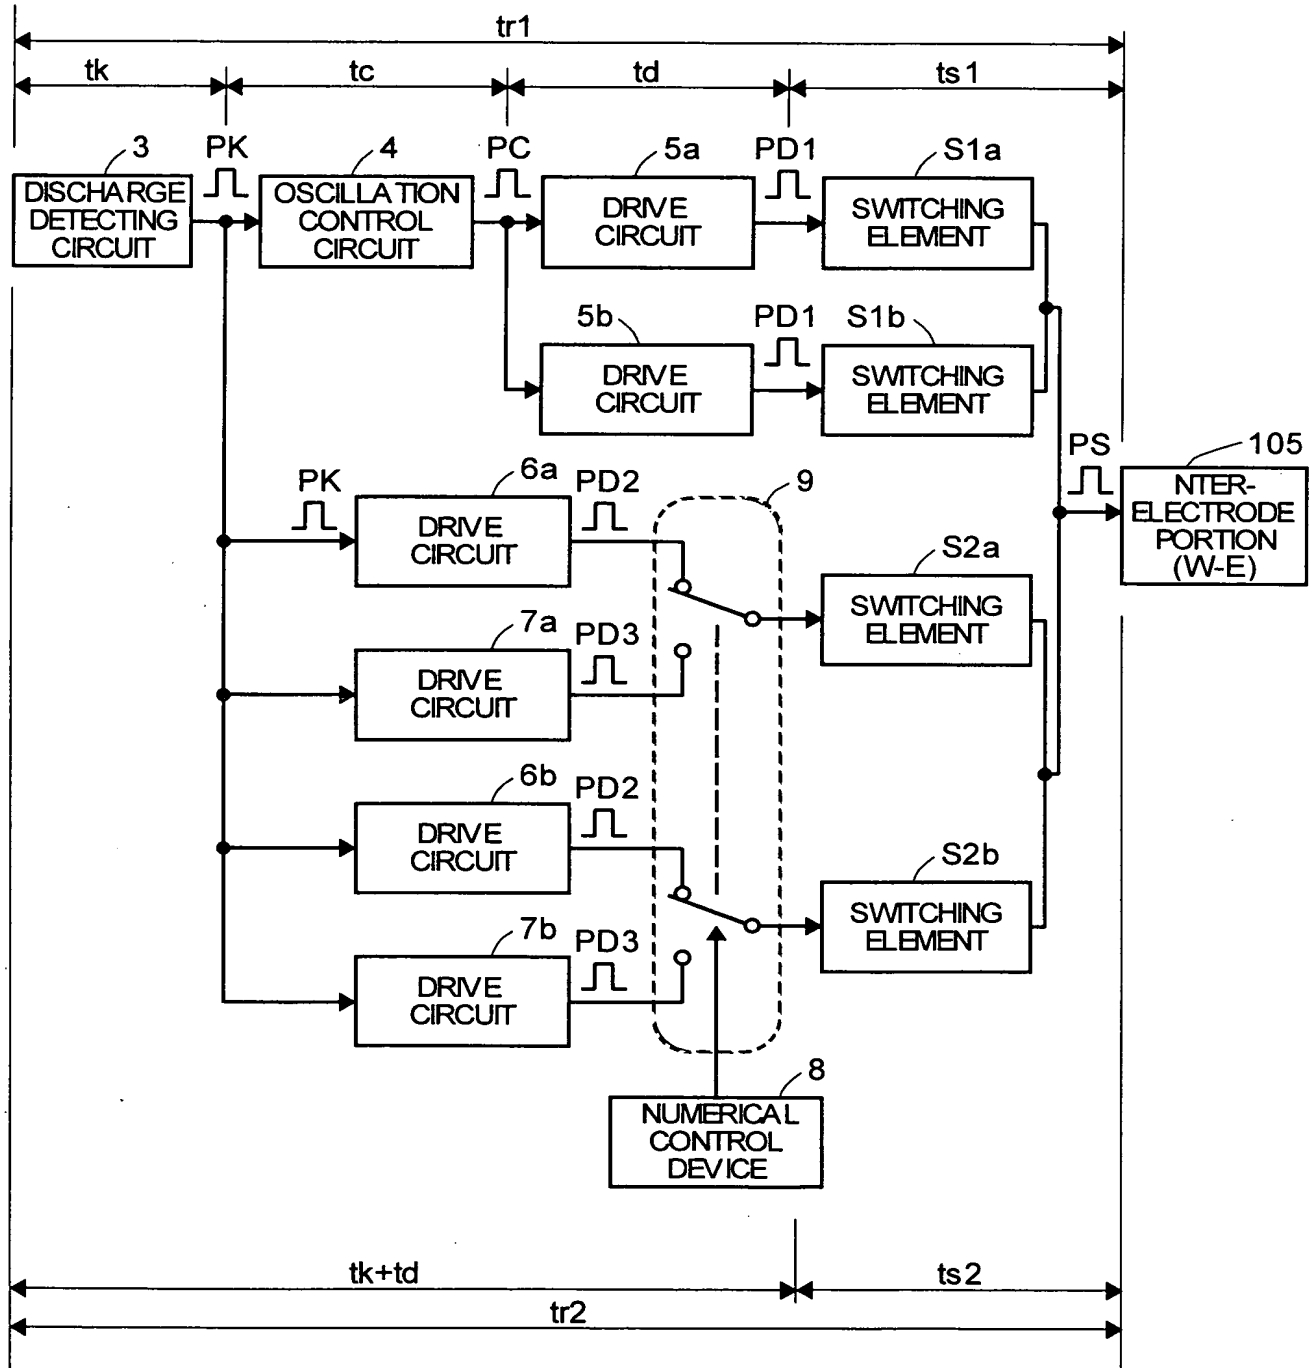 tr1
tk
tc
td
ts1
3
PK
4
PC
5a
PD1
S1a
DISCHARGE
DETECTING
CIRCUIT
OSCILLATION
CONTROL
CIRCUIT
DRIVE
CIRCUIT
SWITCHING
ELEMENT
5b
PD1
S1b
DRIVE
CIRCUIT
SWITCHING
ELEMENT
PS
105
NTER-
ELECTRODE
PORTION
(W-E)
PK
6a
PD2
9
DRIVE
CIRCUIT
S2a
SWITCHING
ELEMENT
7a
PD3
DRIVE
CIRCUIT
6b
PD2
DRIVE
CIRCUIT
S2b
SWITCHING
ELEMENT
7b
PD3
DRIVE
CIRCUIT
8
NUMERICAL
CONTROL
DEVICE
tk+td
ts2
tr2